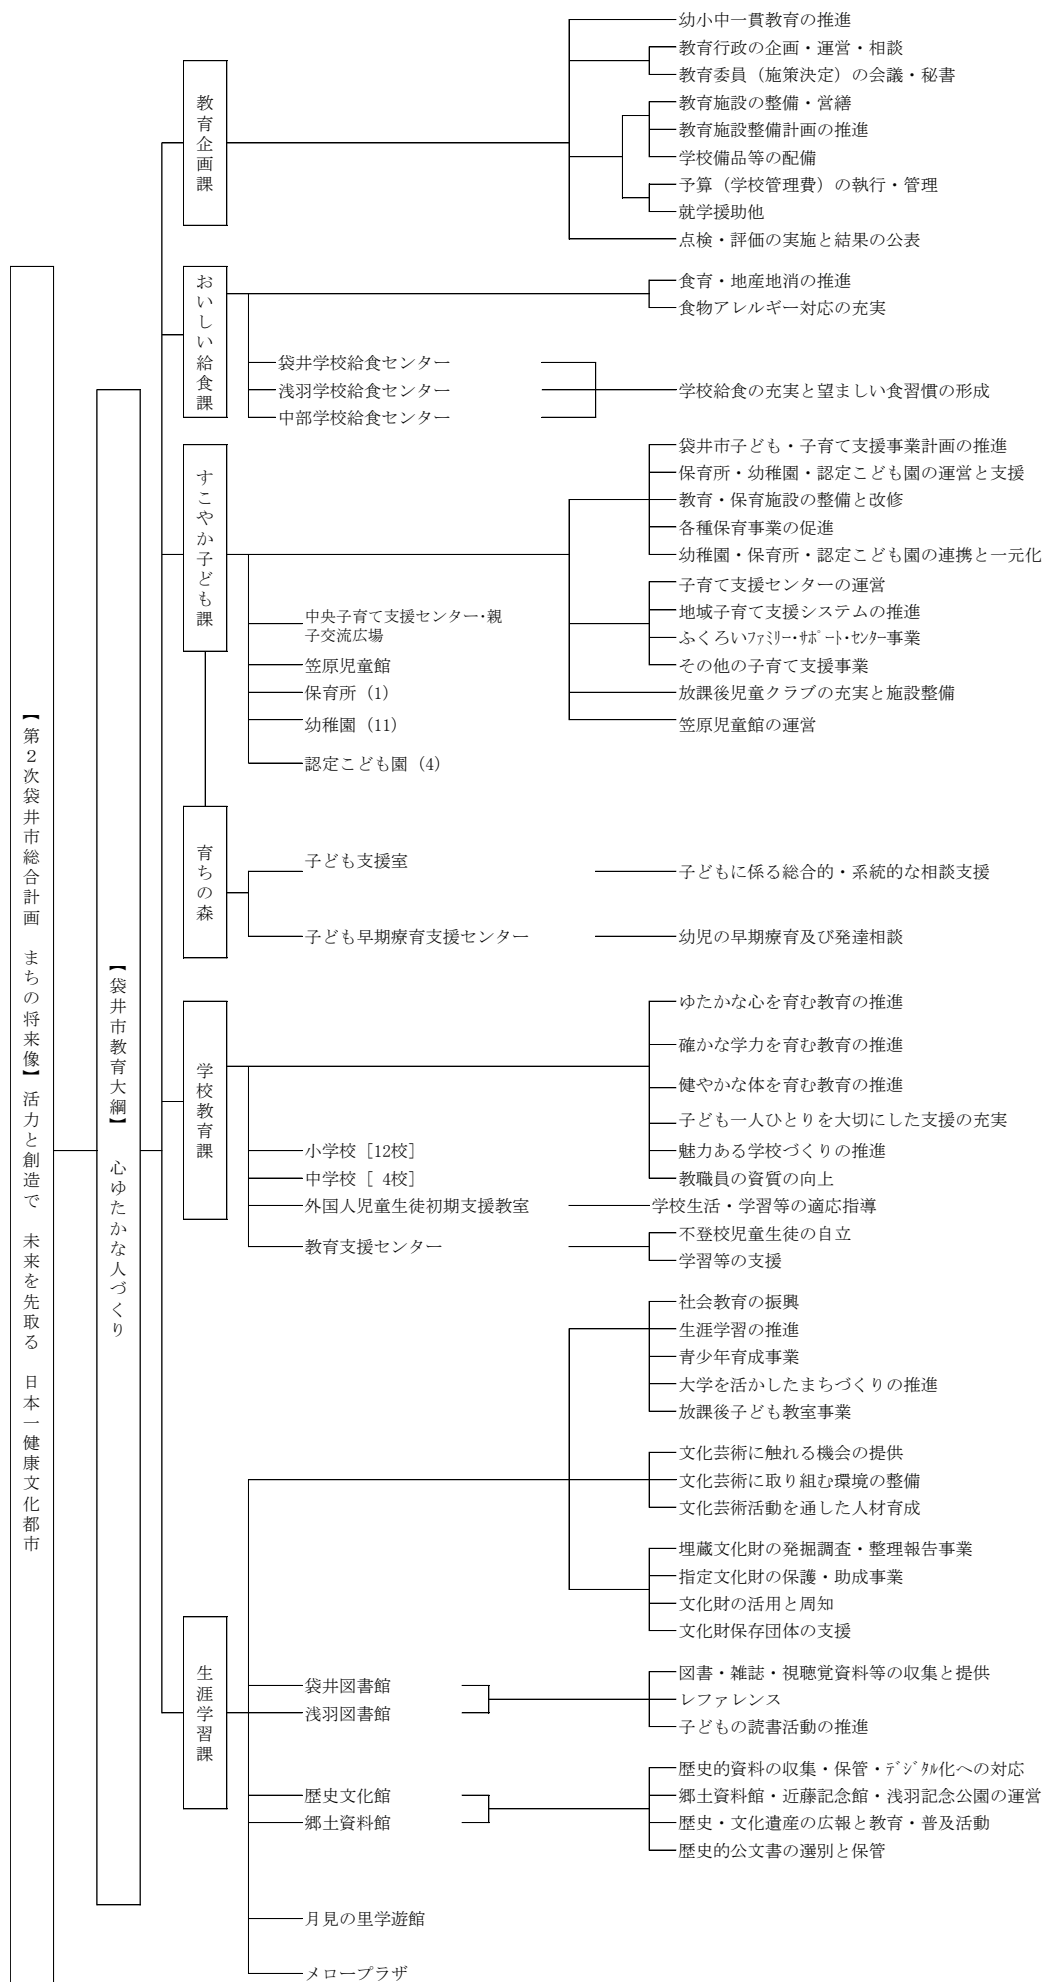 【第２次袋井市総合計画　まちの将来像】活力と創造で　未来を先取る　日本一健康文化都市
【袋井市教育大綱】　心ゆたかな人づくり
教育企画課
幼小中一貫教育の推進
教育行政の企画・運営・相談
教育委員（施策決定）の会議・秘書
教育施設の整備・営繕
教育施設整備計画の推進
学校備品等の配備
予算（学校管理費）の執行・管理
就学援助他
点検・評価の実施と結果の公表
おいしい給食課
食育・地産地消の推進
食物アレルギー対応の充実
袋井学校給食センター
浅羽学校給食センター
中部学校給食センター
学校給食の充実と望ましい食習慣の形成
すこやか子ども課
袋井市子ども・子育て支援事業計画の推進
保育所・幼稚園・認定こども園の運営と支援
教育・保育施設の整備と改修
各種保育事業の促進
幼稚園・保育所・認定こども園の連携と一元化
子育て支援センターの運営
地域子育て支援システムの推進
ふくろいﾌｧﾐﾘｰ・ｻﾎﾟｰﾄ・ｾﾝﾀｰ事業
その他の子育て支援事業
放課後児童クラブの充実と施設整備
笠原児童館の運営
中央子育て支援センター・親
子交流広場
笠原児童館
保育所（1）
幼稚園（11）
認定こども園（4）
育ちの森
子ども支援室
子どもに係る総合的・系統的な相談支援
子ども早期療育支援センター
幼児の早期療育及び発達相談
学校教育課
ゆたかな心を育む教育の推進
確かな学力を育む教育の推進
健やかな体を育む教育の推進
子ども一人ひとりを大切にした支援の充実
魅力ある学校づくりの推進
教職員の資質の向上
小学校［12校］
中学校［ 4校］
外国人児童生徒初期支援教室
学校生活・学習等の適応指導
教育支援センター
不登校児童生徒の自立
学習等の支援
生涯学習課
社会教育の振興
生涯学習の推進
青少年育成事業
大学を活かしたまちづくりの推進
放課後子ども教室事業
文化芸術に触れる機会の提供
文化芸術に取り組む環境の整備
文化芸術活動を通した人材育成
埋蔵文化財の発掘調査・整理報告事業
指定文化財の保護・助成事業
文化財の活用と周知
文化財保存団体の支援
袋井図書館
浅羽図書館
図書・雑誌・視聴覚資料等の収集と提供
レファレンス
子どもの読書活動の推進
歴史文化館
郷土資料館
歴史的資料の収集・保管・ﾃﾞｼﾞﾀﾙ化への対応
郷土資料館・近藤記念館・浅羽記念公園の運営
歴史・文化遺産の広報と教育・普及活動
歴史的公文書の選別と保管
月見の里学遊館
メロープラザ